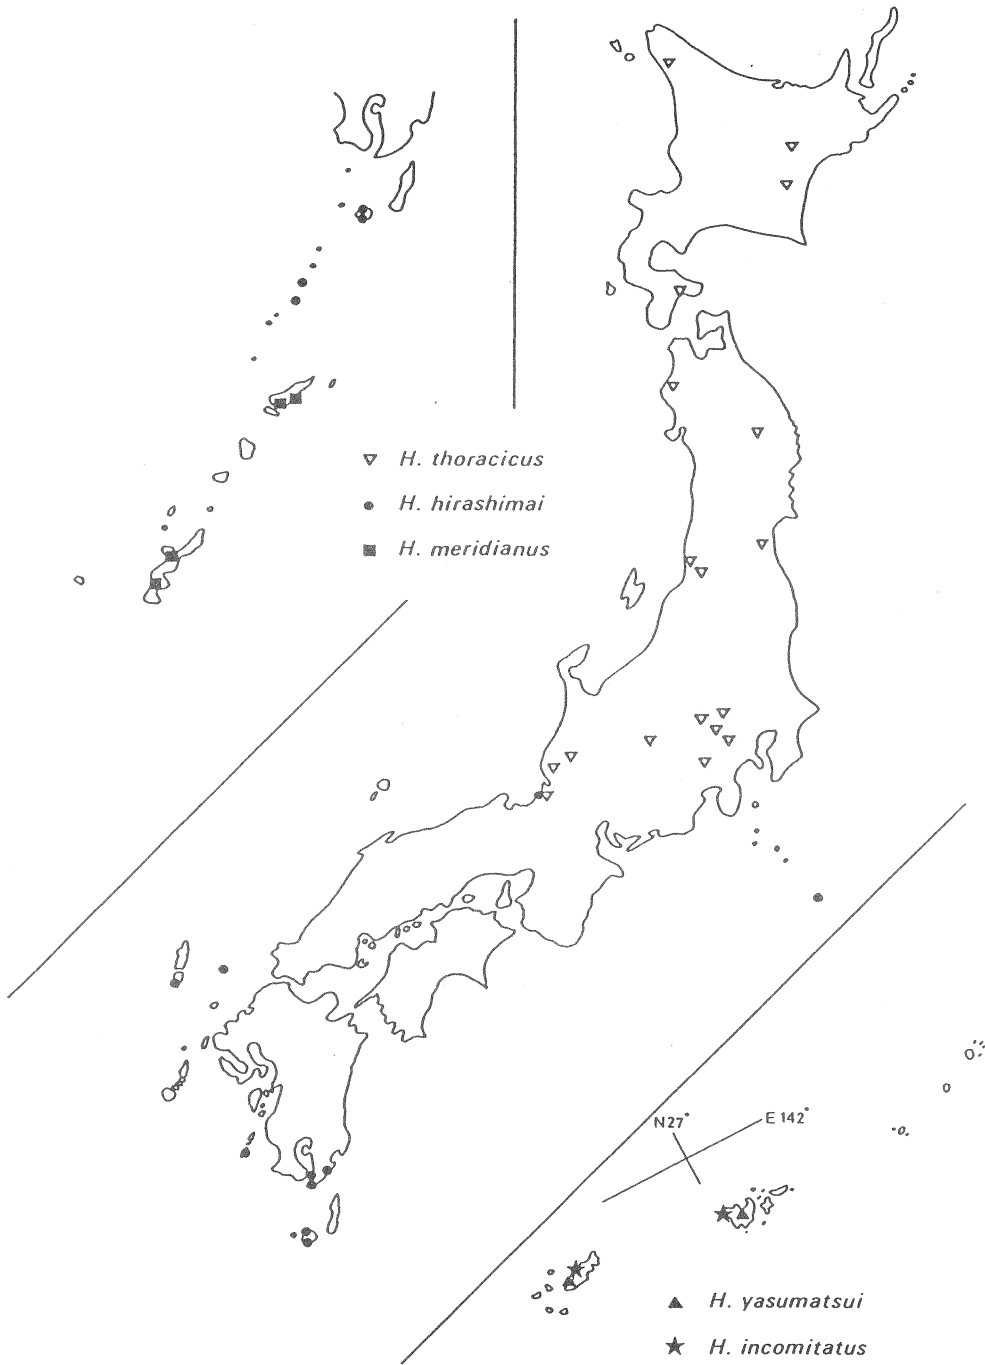 H. thoracicus
H. hirashimai
H. meridianus
N27°
E 142°
H. yasumatsui
H. incomitatus